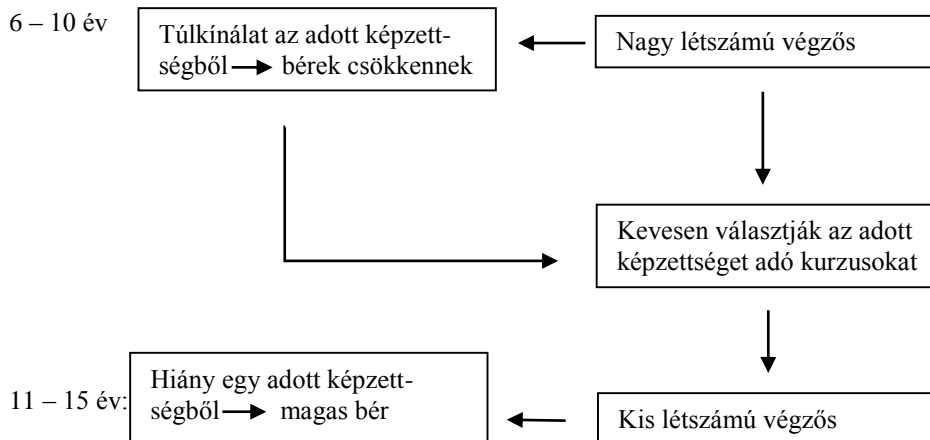 6 – 10 év
Túlkínálat az adott képzett-
ségből → bérek csökkennek
Nagy létszámú végzős
Kevesen választják az adott
képzettséget adó kurzusokat
11 – 15 év:
Hiány egy adott képzett-
ségből → magas bér
Kis létszámú végzős